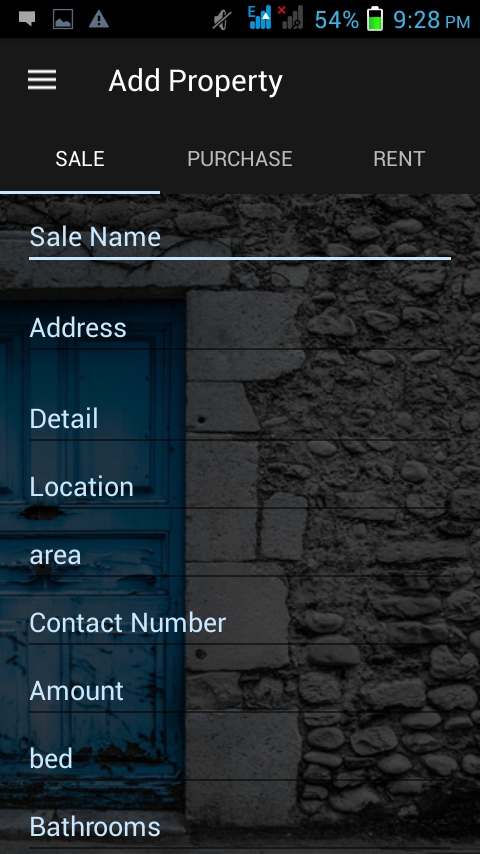 E
54%
9:28 PM
Add Property
SALE
PURCHASE
RENT
Sale Name
Address
Detail
Location
area
Contact Number
Amount
bed
Bathrooms